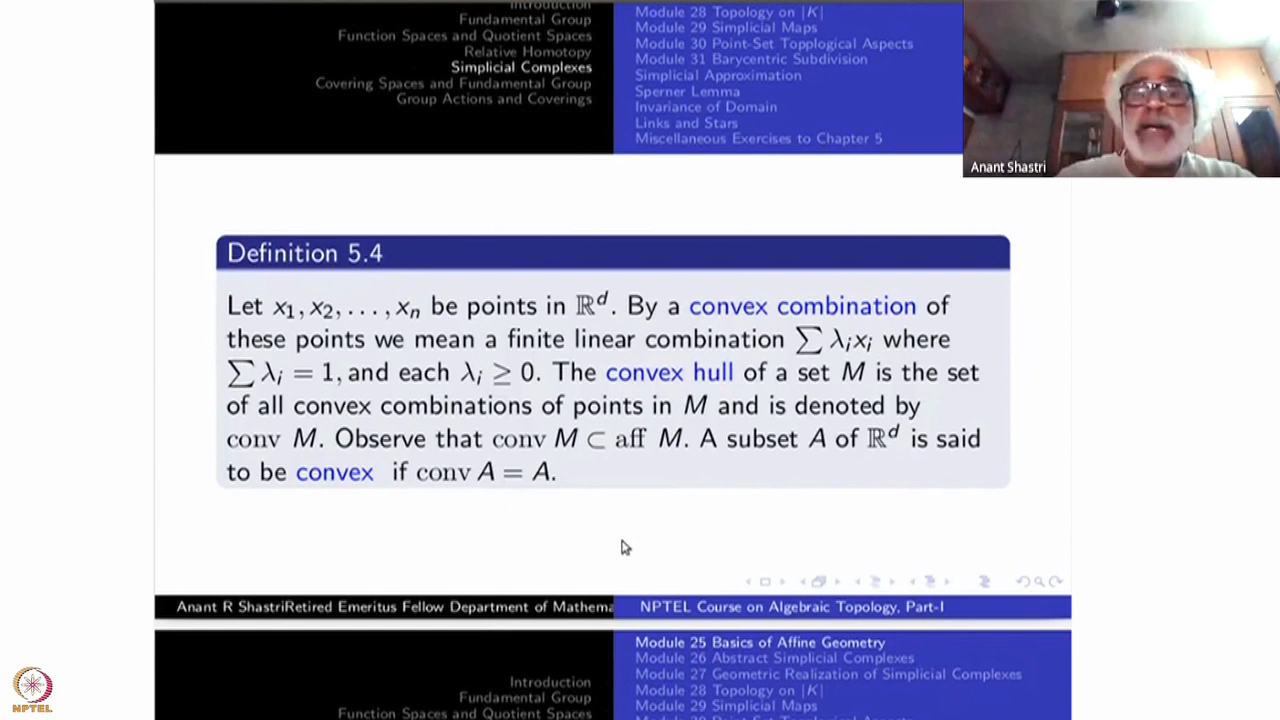 Introduction
Fundamental Group
Function Spaces and Quotient Spaces
Relative Homotopy
Simplicial Complexes
Covering Spaces and Fundamental Group
Group Actions and Coverings
Module 28 Topology on |K|
Module 29 Simplicial Maps
Module 30 Point-Set Topplogical Aspects
Module 31 Barycentric Subdivision
Simplicial Approximation
Sperner Lemma
Invariance of Domain
Links and Stars
Miscellaneous Exercises to Chapter 5
Anant Shastri
Definition 5.4
Let x₁, x₂, . . . , xₙ be points in ℝᵈ. By a convex combination of
these points we mean a finite linear combination ∑ λᵢxᵢ where
∑ λᵢ = 1, and each λᵢ ≥ 0. The convex hull of a set M is the set
of all convex combinations of points in M and is denoted by
conv M. Observe that conv M ⊂ aff M. A subset A of ℝᵈ is said
to be convex if conv A = A.
Anant R ShastriRetired Emeritus Fellow Department of Mathema
NPTEL Course on Algebraic Topology, Part-I
Introduction
Fundamental Group
Function Spaces and Quotient Spaces
Module 25 Basics of Affine Geometry
Module 26 Abstract Simplicial Complexes
Module 27 Geometric Realization of Simplicial Complexes
Module 28 Topology on |K|
Module 29 Simplicial Maps
Module 30 Point-Set Topplogical Aspects
NPTEL